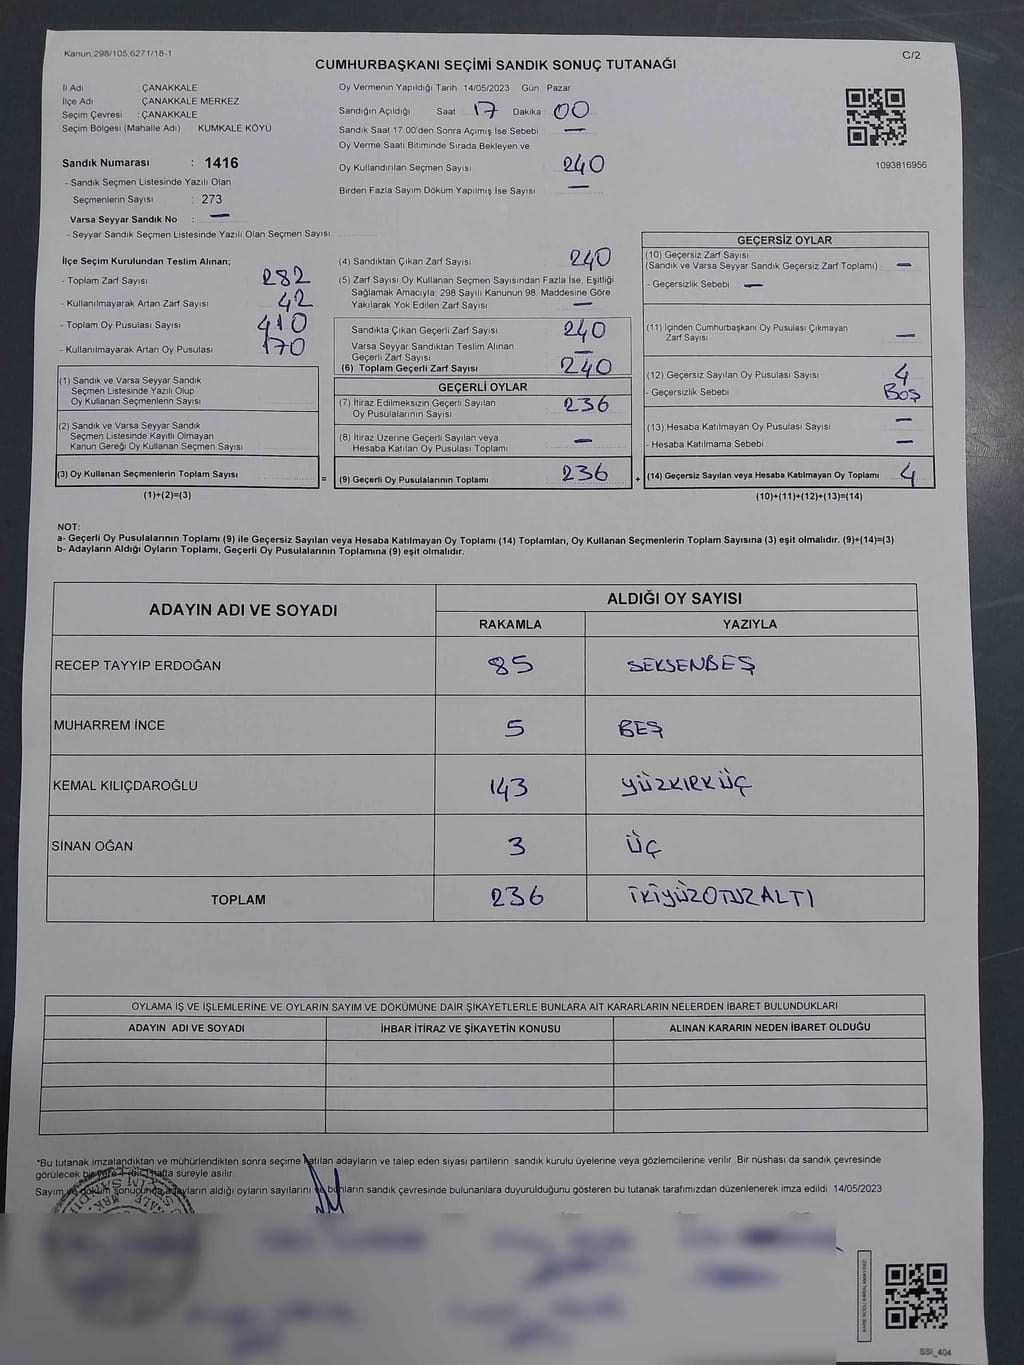 Kanun.298/105,6271/18-1
C/2
CUMHURBAŞKANI SEÇİMİ SANDIK SONUÇ TUTANAĞI
İl Adı ÇANAKKALE
İlçe Adı ÇANAKKALE MERKEZ
Seçim Çevresi : ÇANAKKALE
Seçim Bölgesi (Mahalle Adı) KUMKALE KÖYÜ
Sandık Numarası : 1416
- Sandık Seçmen Listesinde Yazılı Olan
Seçmenlerin Sayısı : 273
Varsa Seyyar Sandık No : —
- Seyyar Sandık Seçmen Listesinde Yazılı Olan Seçmen Sayısı
Oy Vermenin Yapıldığı Tarih 14/05/2023 Gün Pazar
Sandığın Açıldığı Saat 17 Dakika 00
Sandık Saat 17.00'den Sonra Açımış İse Sebebi —
Oy Verme Saati Bitiminde Sırada Bekleyen ve
Oy Kullandırılan Seçmen Sayısı 240
Birden Fazla Sayım Döküm Yapılmış İse Sayısı —
1093816956
İlçe Seçim Kurulundan Teslim Alınan;
- Toplam Zarf Sayısı 282
- Kullanılmayarak Artan Zarf Sayısı 42
- Toplam Oy Pusulası Sayısı 410
- Kullanılmayarak Artan Oy Pusulası 170
(1) Sandık ve Varsa Seyyar Sandık
Seçmen Listesinde Yazılı Olup
Oy Kullanan Seçmenlerin Sayısı
(2) Sandık ve Varsa Seyyar Sandık
Seçmen Listesinde Kayıtlı Olmayan
Kanun Gereği Oy Kullanan Seçmen Sayısı
(3) Oy Kullanan Seçmenlerin Toplam Sayısı
(1)+(2)=(3)
=
(4) Sandıktan Çıkan Zarf Sayısı 240
(5) Zarf Sayısı Oy Kullanan Seçmen Sayısından Fazla İse, Eşitliği
Sağlamak Amacıyla, 298 Sayılı Kanunun 98. Maddesine Göre
Yakılarak Yok Edilen Zarf Sayısı —
Sandıkta Çıkan Geçerli Zarf Sayısı 240
Varsa Seyyar Sandıktan Teslim Alınan
Geçerli Zarf Sayısı —
(6) Toplam Geçerli Zarf Sayısı 240
GEÇERLİ OYLAR
(7) İtiraz Edilmeksizin Geçerli Sayılan
Oy Pusulalarının Sayısı 236
(8) İtiraz Üzerine Geçerli Sayılan veya
Hesaba Katılan Oy Pusulası Toplamı —
(9) Geçerli Oy Pusulalarının Toplamı 236
+
GEÇERSİZ OYLAR
(10) Geçersiz Zarf Sayısı
(Sandık ve Varsa Seyyar Sandık Geçersiz Zarf Toplamı) —
- Geçersizlik Sebebi —
(11) İçinden Cumhurbaşkanı Oy Pusulası Çıkmayan
Zarf Sayısı —
(12) Geçersiz Sayılan Oy Pusulası Sayısı 4
- Geçersizlik Sebebi BOŞ
(13) Hesaba Katılmayan Oy Pusulası Sayısı —
- Hesaba Katılmama Sebebi —
(14) Geçersiz Sayılan veya Hesaba Katılmayan Oy Toplamı 4
(10)+(11)+(12)+(13)=(14)
NOT:
a- Geçerli Oy Pusulalarının Toplamı (9) ile Geçersiz Sayılan veya Hesaba Katılmayan Oy Toplamı (14) Toplamları, Oy Kullanan Seçmenlerin Toplam Sayısına (3) eşit olmalıdır. (9)+(14)=(3)
b- Adayların Aldığı Oyların Toplamı, Geçerli Oy Pusulalarının Toplamına (9) eşit olmalıdır.
ADAYIN ADI VE SOYADI ALDIĞI OY SAYISI
RAKAMLA YAZIYLA
RECEP TAYYİP ERDOĞAN 85 SEKSENBEŞ
MUHARREM İNCE 5 BEŞ
KEMAL KILIÇDAROĞLU 143 YÜZKIRKÜÇ
SİNAN OĞAN 3 ÜÇ
TOPLAM 236 İKİYÜZOTUZALTI
OYLAMA İŞ VE İŞLEMLERİNE VE OYLARIN SAYIM VE DÖKÜMÜNE DAİR ŞİKAYETLERLE BUNLARA AİT KARARLARIN NELERDEN İBARET BULUNDUKLARI
ADAYIN ADI VE SOYADI İHBAR İTİRAZ VE ŞİKAYETİN KONUSU ALINAN KARARIN NEDEN İBARET OLDUĞU
*Bu tutanak imzalandıktan ve mühürlendikten sonra seçime katılan adayların ve talep eden siyasi partilerin sandık kurulu üyelerine veya gözlemcilerine verilir. Bir nüshası da sandık çevresinde
görülecek bir yere 1 (bir) hafta süreyle asılır.
Sayım ve döküm sonucunda adayların aldığı oyların sayılarını ve bunların sandık çevresinde bulunanlara duyurulduğunu gösteren bu tutanak tarafımızdan düzenlenerek imza edildi. 14/05/2023
KARE KODU KARALAMAYINIZ!
SSİ_404